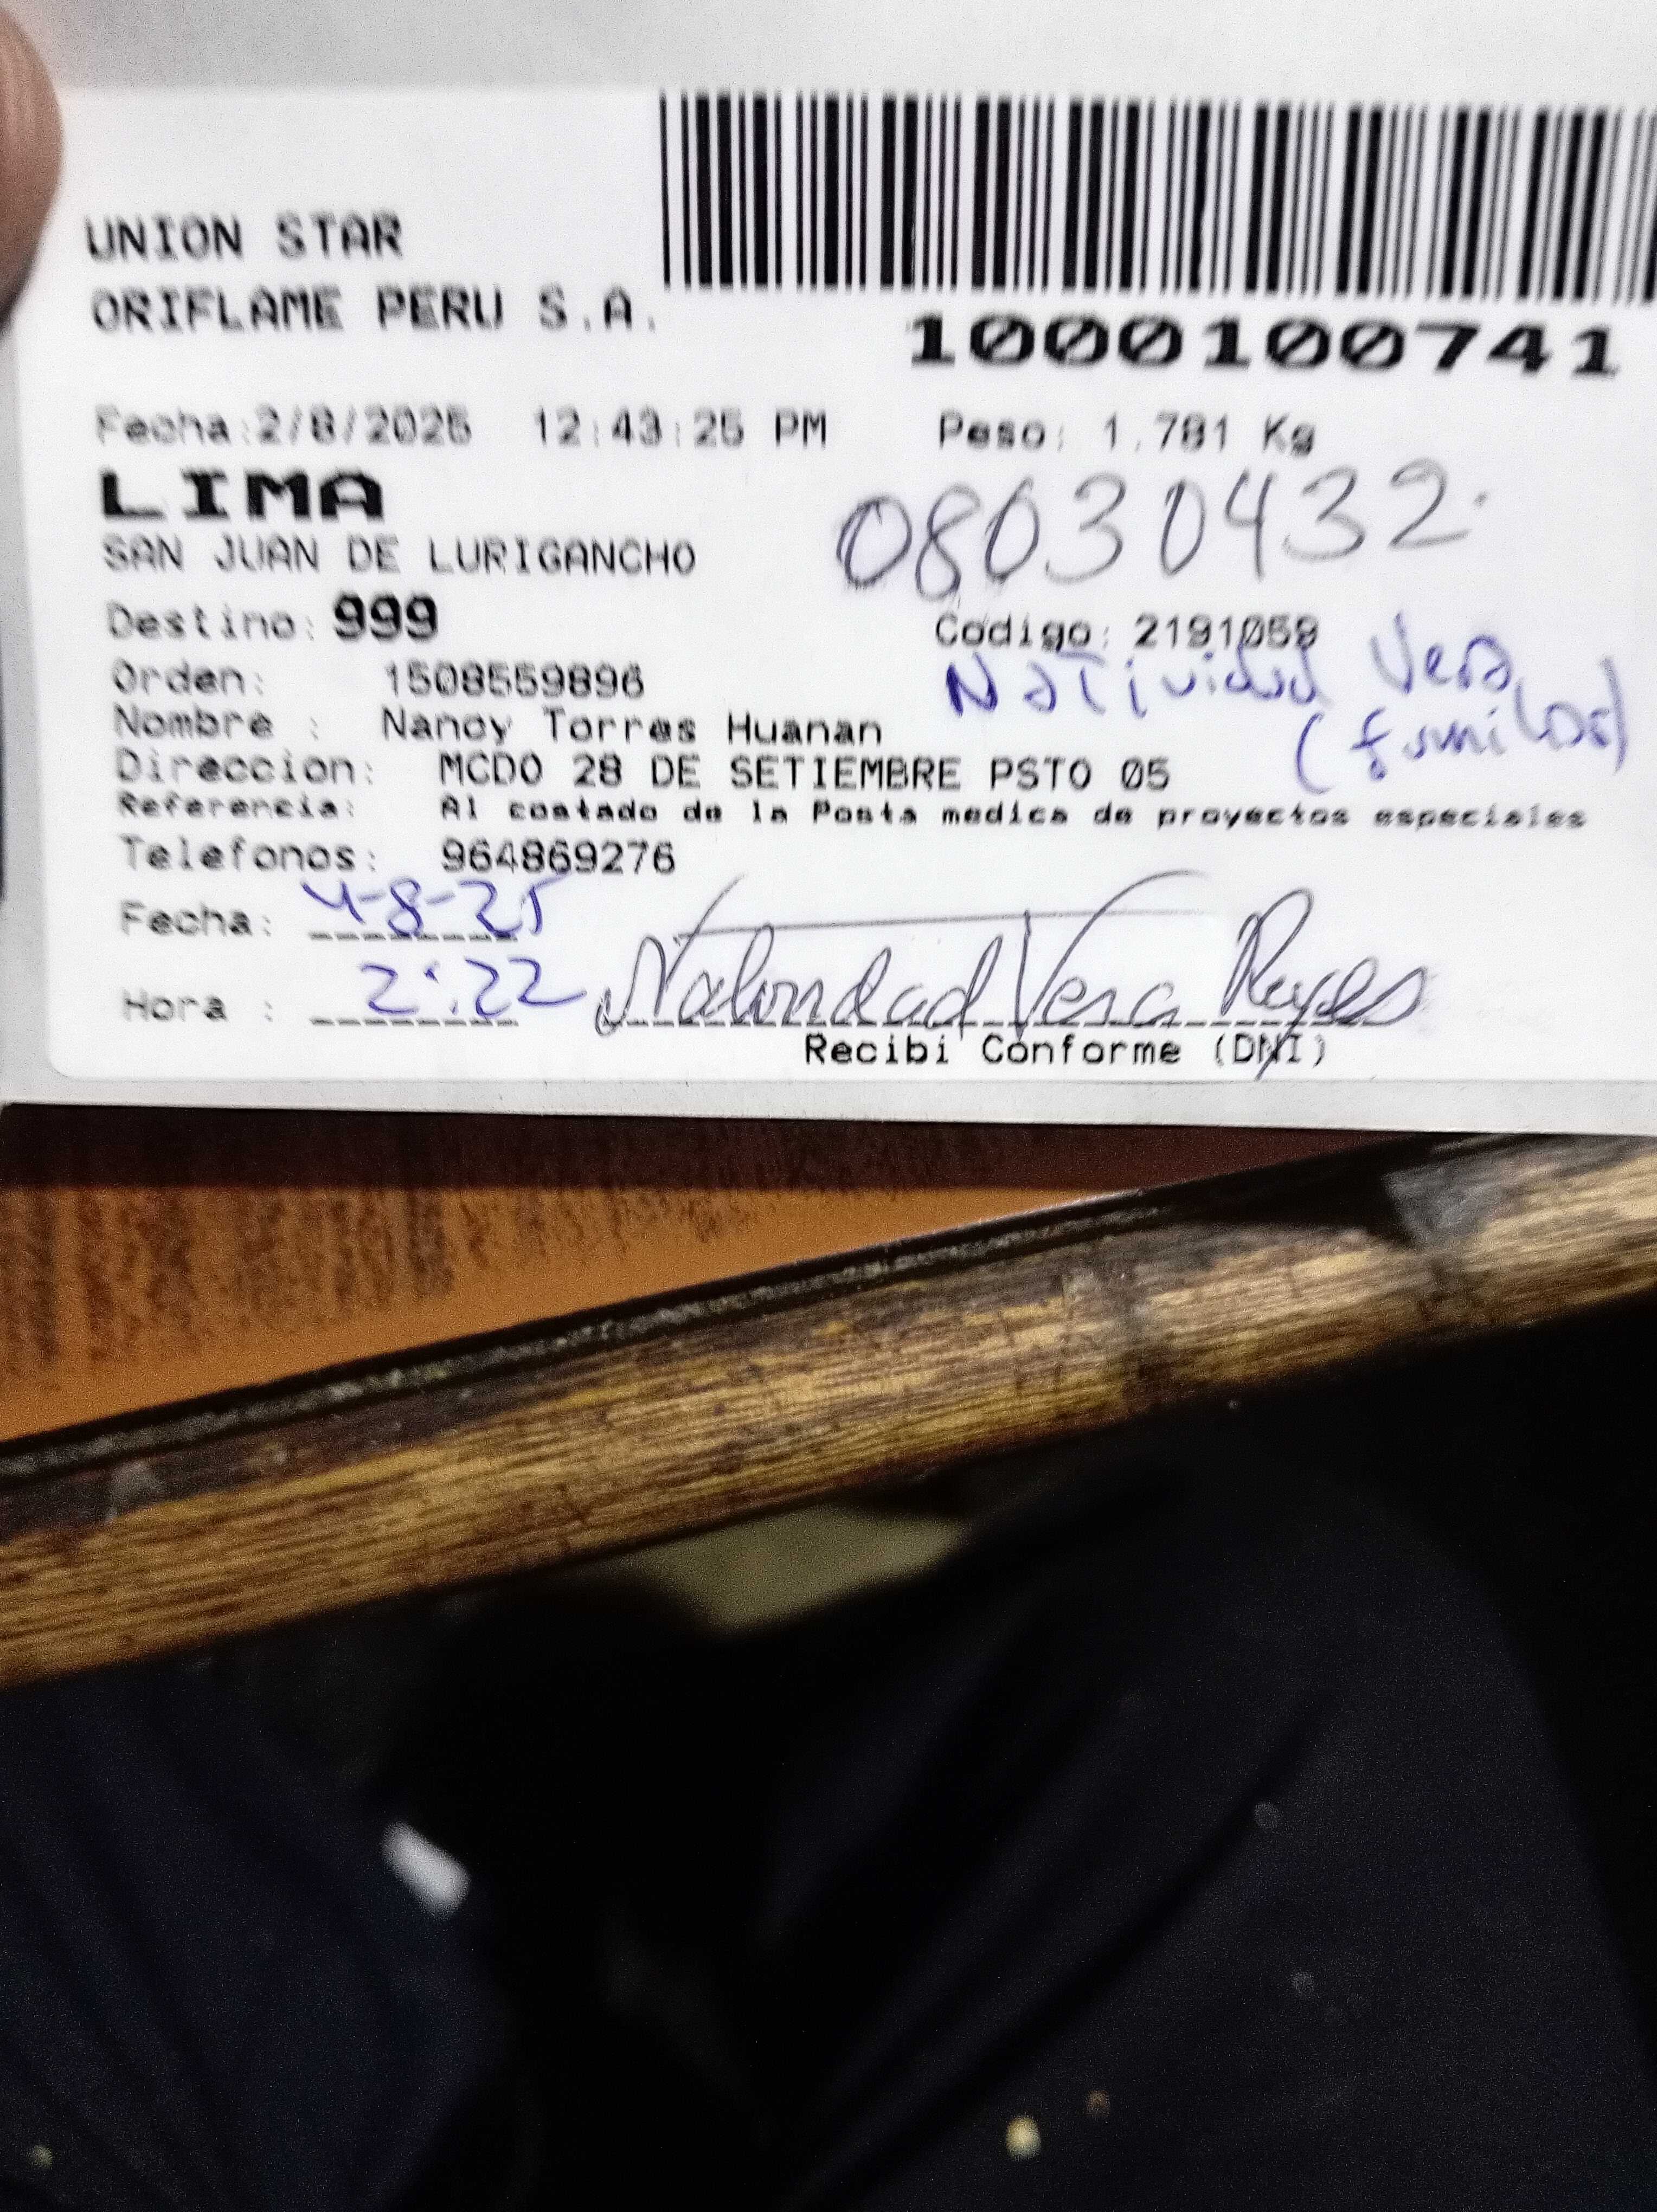 UNION STAR
ORIFLAME PERU S.A.
1000100741
Fecha:2/8/2025 12:43:25 PM Peso: 1.781 Kg
LIMA
08030432
SAN JUAN DE LURIGANCHO
Destino: 999 Codigo: 2191059
Natividad Vera
Orden: 1508559896
(familiar)
Nombre : Nancy Torres Huanan
Direccion: MCDO 28 DE SETIEMBRE PSTO 05
Referencia: Al costado de la Posta medica de proyectos especiales
Telefonos: 964869276
Fecha: 4-8-25
Hora : 2:22 Natividad Vera Reyes
Recibi Conforme (DNI)